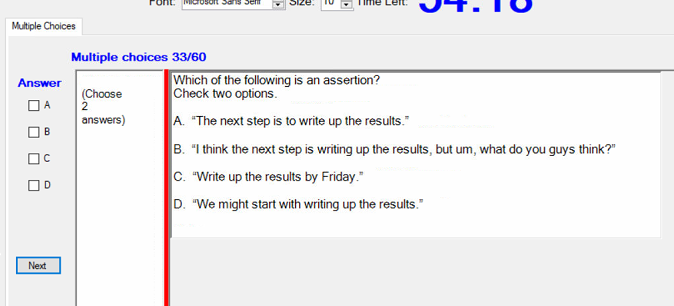 Font: Microsoft Sans Serif Size: 10 Time Left: 54:18
Multiple Choices
Multiple choices 33/60
Answer
A
B
C
D
Next
(Choose
2
answers)
Which of the following is an assertion?
Check two options.
A. “The next step is to write up the results.”
B. “I think the next step is writing up the results, but um, what do you guys think?”
C. “Write up the results by Friday.”
D. “We might start with writing up the results.”